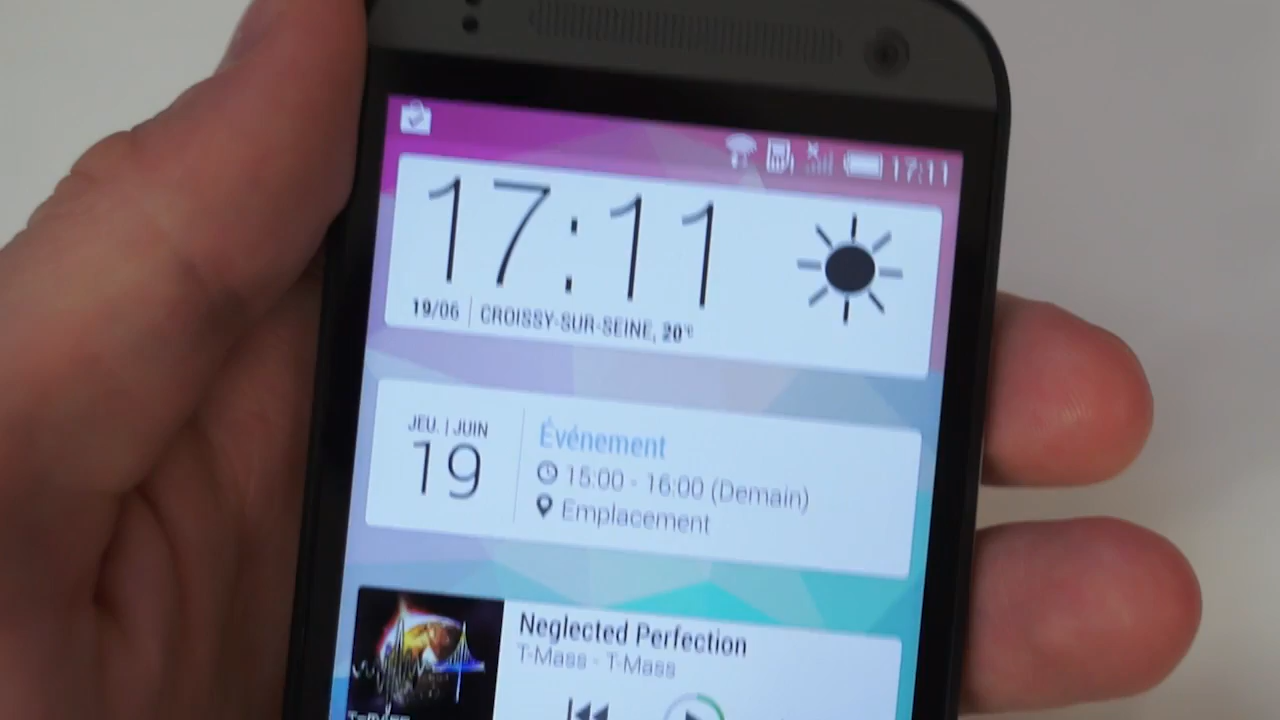 17:11
17:11
19/06 | CROISSY-SUR-SEINE, 20°C
JEU. | JUIN
19
Événement
15:00 - 16:00 (Demain)
Emplacement
Neglected Perfection
T-Mass - T-Mass
T-MASS